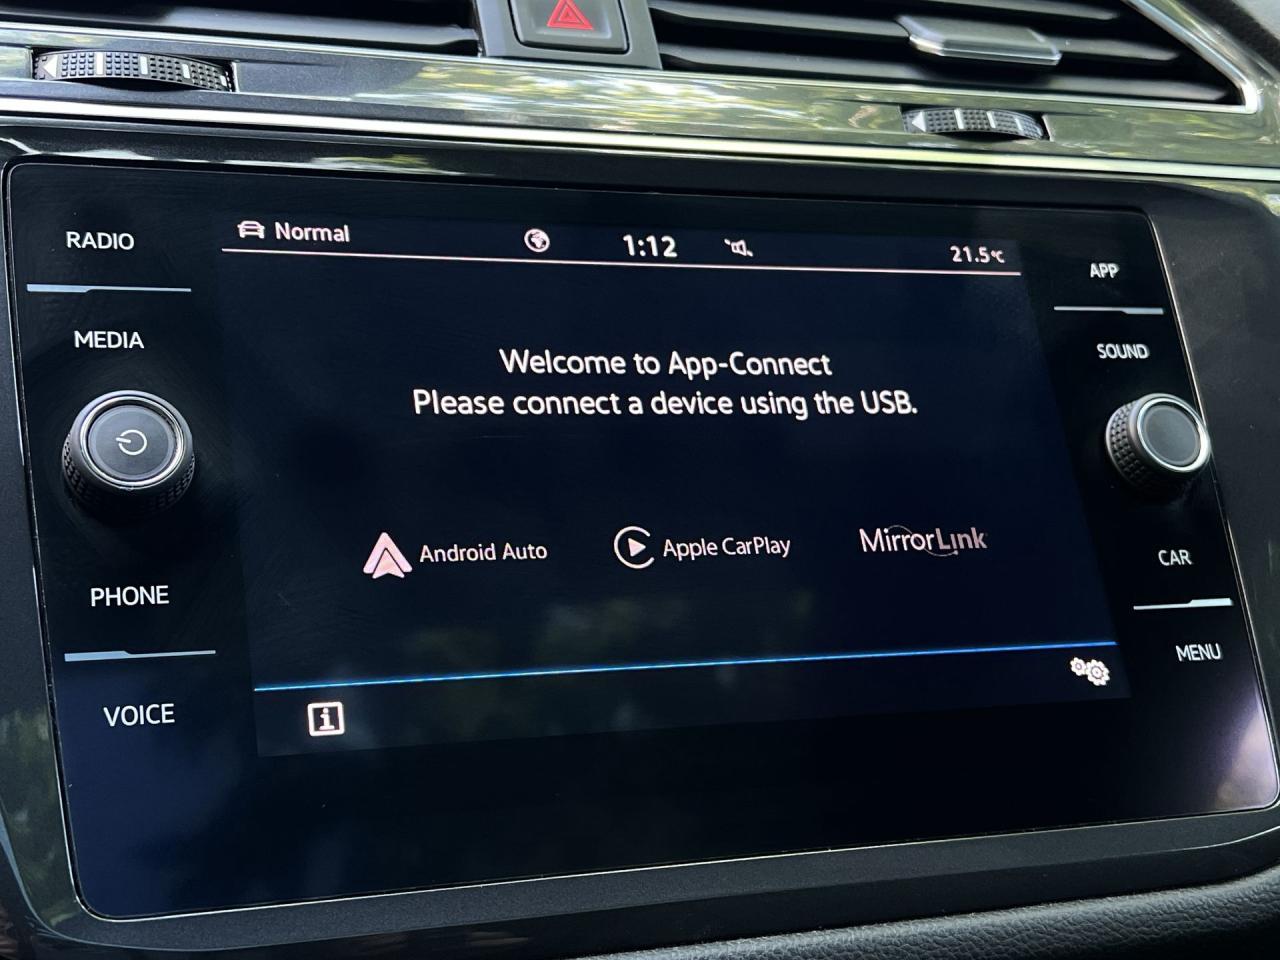 RADIO
MEDIA
PHONE
VOICE
Normal
1:12
21.5°C
Welcome to App-Connect
Please connect a device using the USB.
Android Auto
Apple CarPlay
MirrorLink
i
APP
SOUND
CAR
MENU